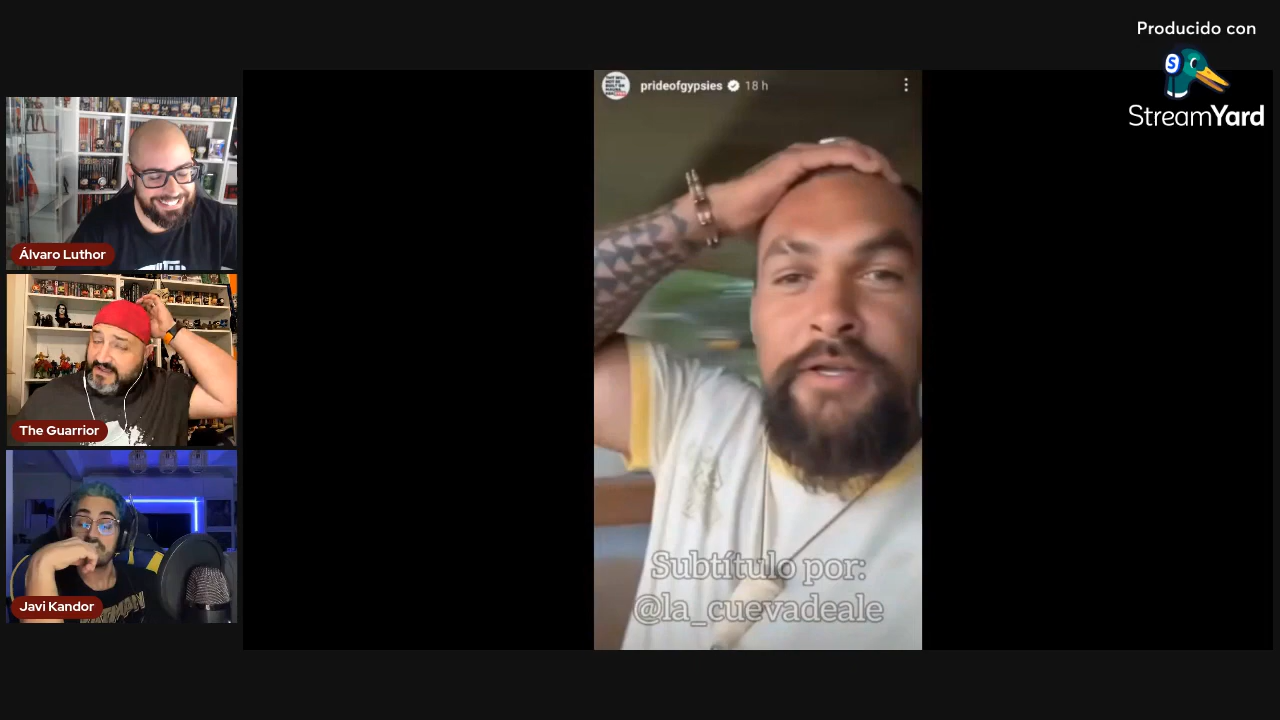 Producido con
StreamYard
prideofgypsies 18 h
Álvaro Luthor
The Guarrior
Javi Kandor
Subtítulo por:
@la_cuevadeale